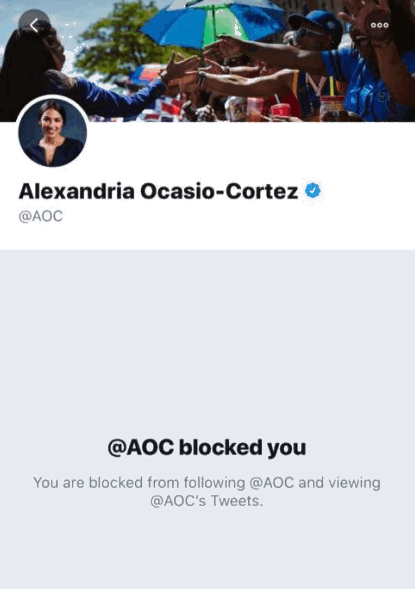 Alexandria Ocasio-Cortez
@AOC
@AOC blocked you
You are blocked from following @AOC and viewing
@AOC's Tweets.